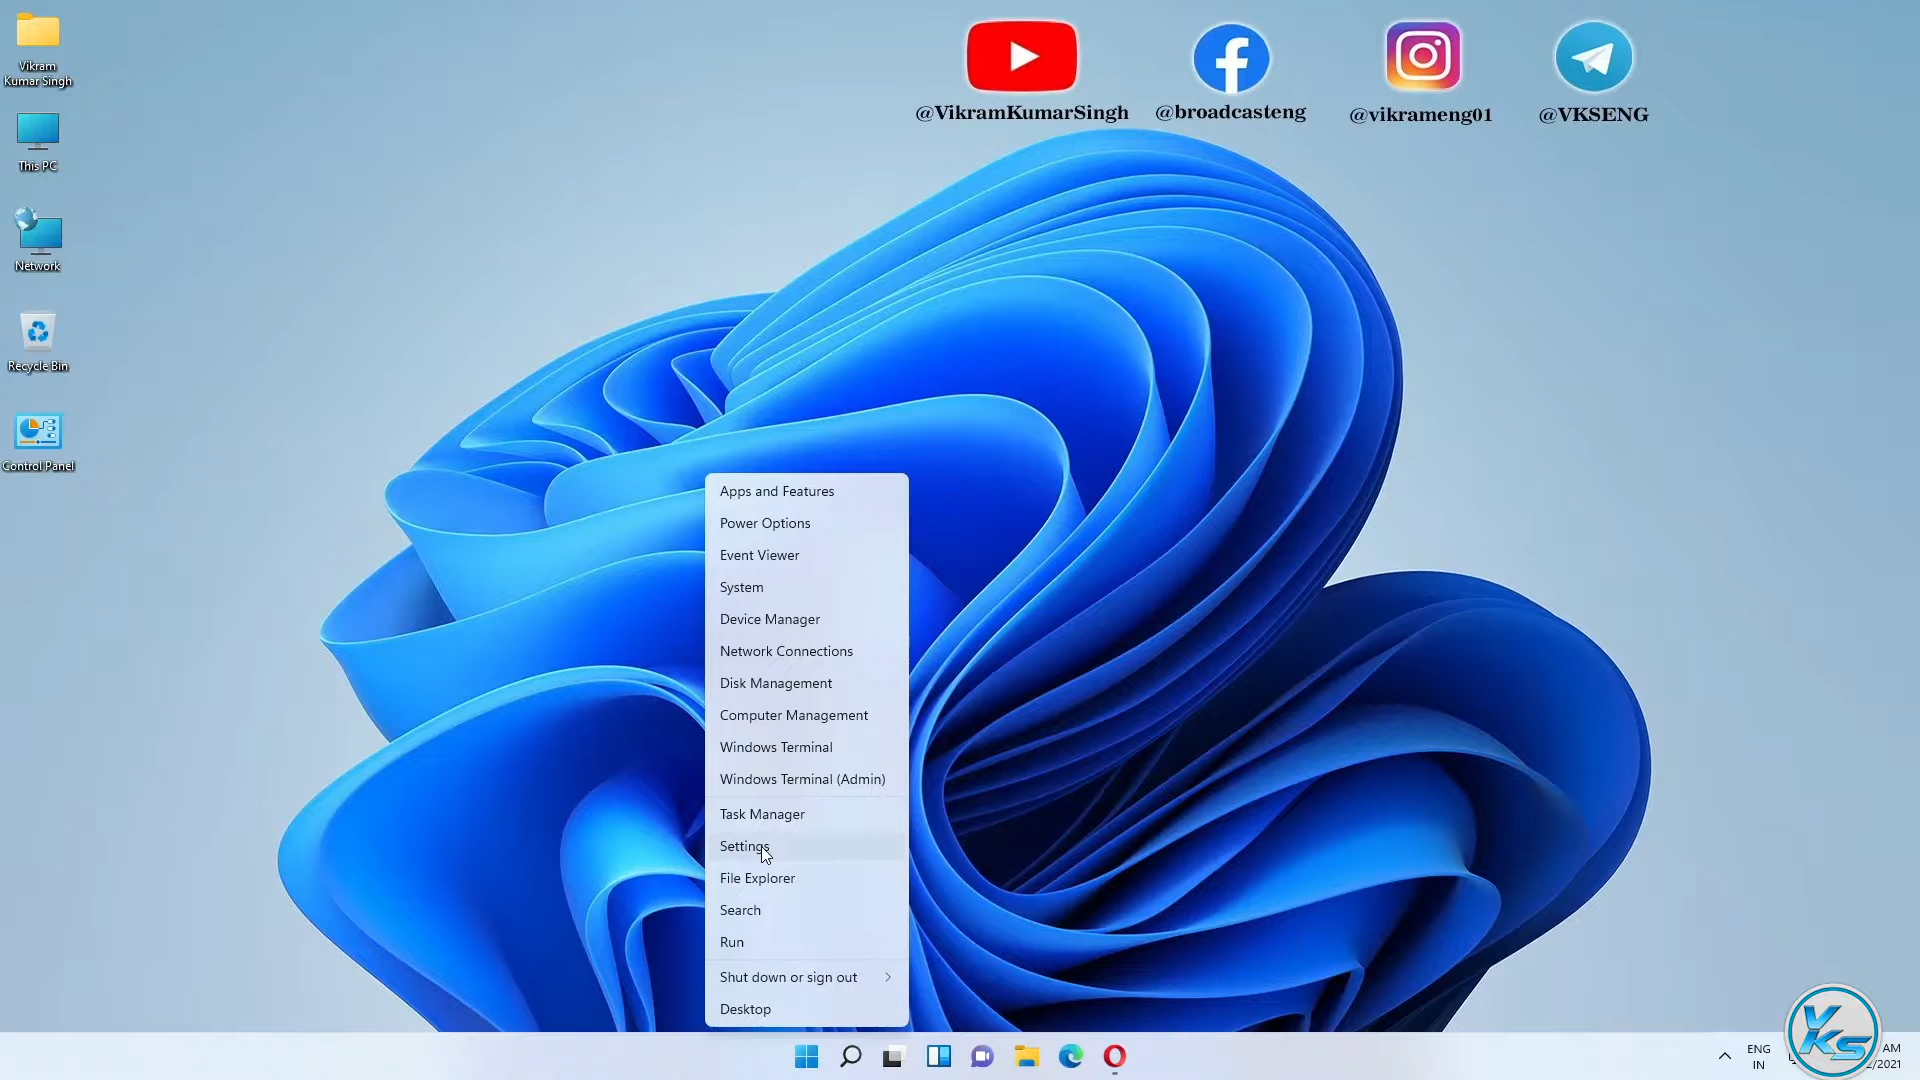 Vikram
Kumar Singh
This PC
Network
Recycle Bin
Control Panel
@VikramKumarSingh
@broadcasteng
@vikrameng01
@VKSENG
Apps and Features
Power Options
Event Viewer
System
Device Manager
Network Connections
Disk Management
Computer Management
Windows Terminal
Windows Terminal (Admin)
Task Manager
Settings
File Explorer
Search
Run
Shut down or sign out
Desktop
ENG
IN
VKS
AM
/2021